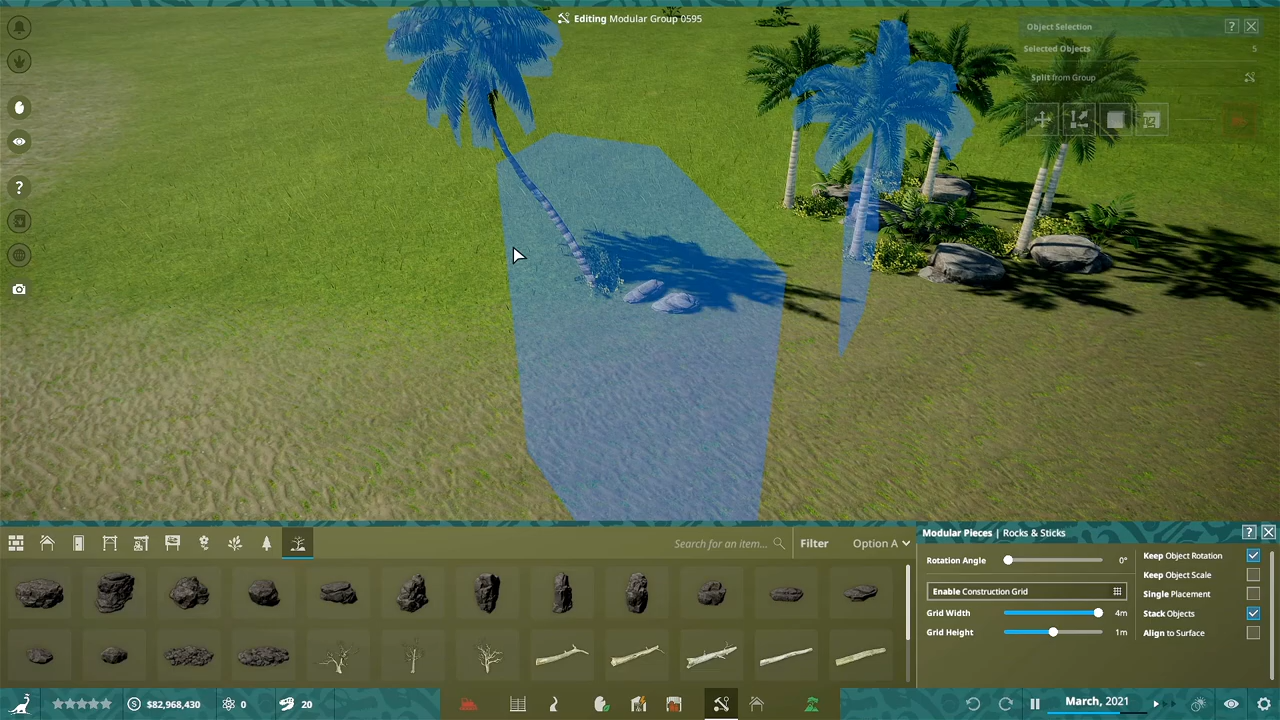 Editing Modular Group 0595
Object Selection
?
Selected Objects 5
Split from Group
?
Search for an item...
Filter
Option A
Modular Pieces | Rocks & Sticks
?
Rotation Angle 0°
Enable Construction Grid
Grid Width 4m
Grid Height 1m
Keep Object Rotation
Keep Object Scale
Single Placement
Stack Objects
Align to Surface
$82,968,430
0
20
March, 2021